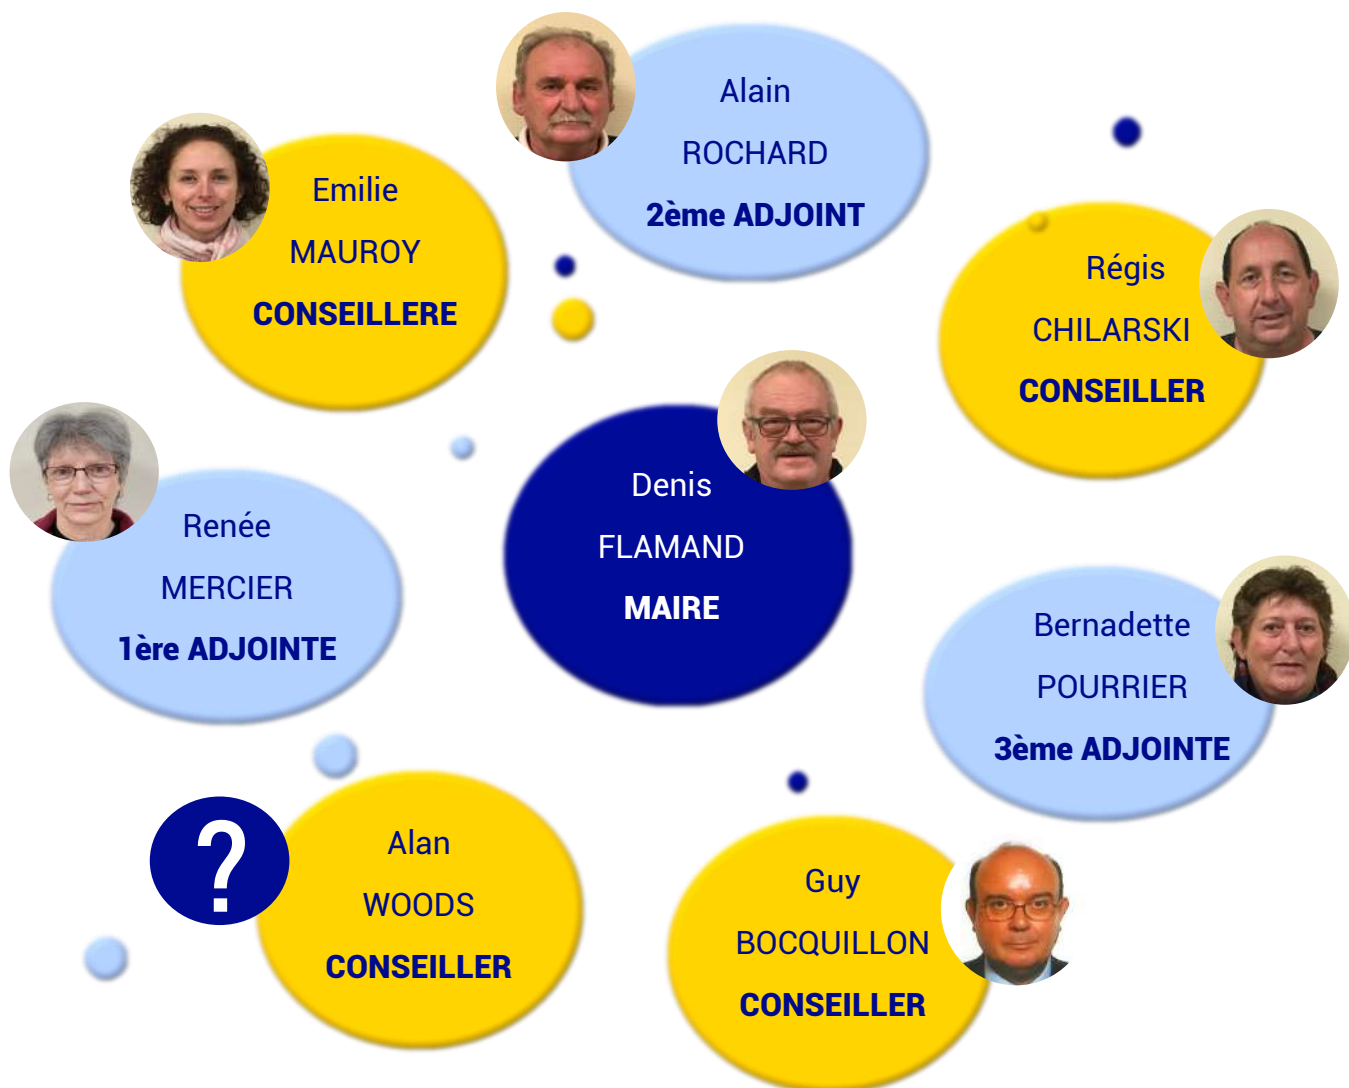 Alain
ROCHARD
2ème ADJOINT
Emilie
MAUROY
CONSEILLERE
Régis
CHILARSKI
CONSEILLER
Denis
FLAMAND
MAIRE
Renée
MERCIER
1ère ADJOINTE
Bernadette
POURRIER
3ème ADJOINTE
?
Alan
WOODS
CONSEILLER
Guy
BOCQUILLON
CONSEILLER